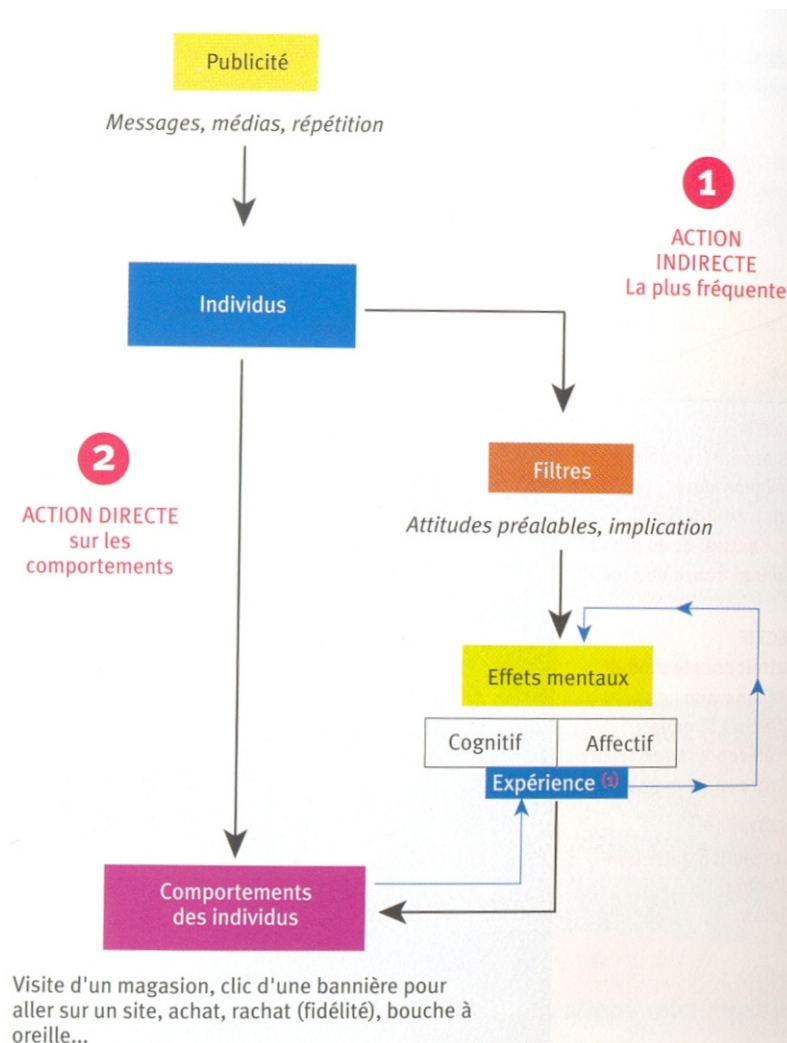 Publicité
Messages, médias, répétition
1
ACTION
INDIRECTE
La plus fréquente
Individus
2
ACTION DIRECTE
sur les
comportements
Filtres
Attitudes préalables, implication
Effets mentaux
Cognitif
Affectif
Expérience (1)
Comportements
des individus
Visite d'un magasion, clic d'une bannière pour
aller sur un site, achat, rachat (fidélité), bouche à
oreille...